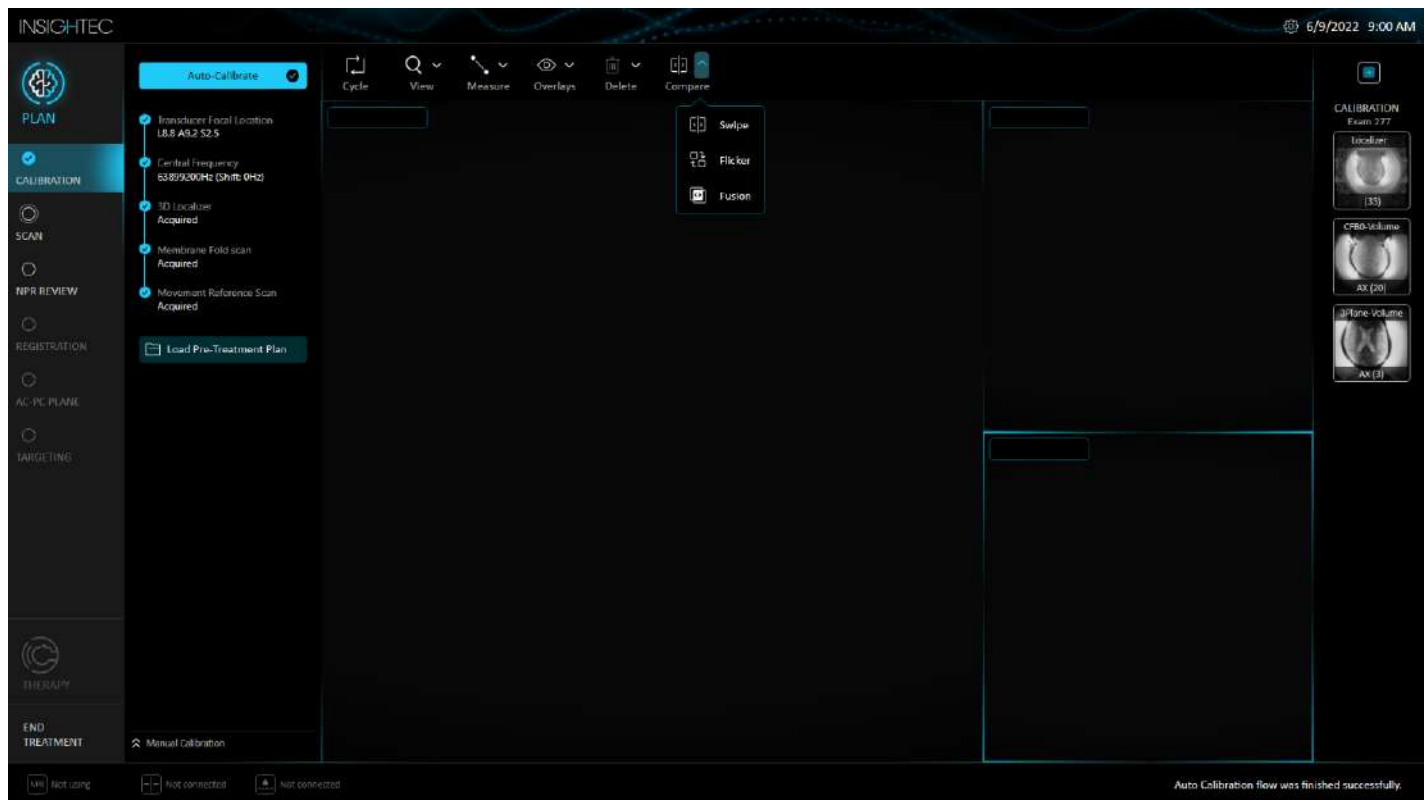 INSIGHTEC
6/9/2022 9:00 AM
PLAN
CALIBRATION
SCAN
NPR REVIEW
REGISTRATION
AC-PC PLANE
TARGETING
THERAPY
END
TREATMENT
Auto-Calibrate
Transducer Focal Location
L8.8 A9.2 S2.5
Central Frequency
63899200Hz (Shift: 0Hz)
3D Localizer
Acquired
Membrane Fold scan
Acquired
Movement Reference Scan
Acquired
Load Pre-Treatment Plan
Manual Calibration
Cycle
View
Measure
Overlays
Delete
Compare
Swipe
Flicker
Fusion
CALIBRATION
Exam 277
Localizer
(33)
CFB0-Volume
AX (20)
3Plane-Volume
AX (3)
Not using
Not connected
Not connected
Auto Calibration flow was finished successfully.